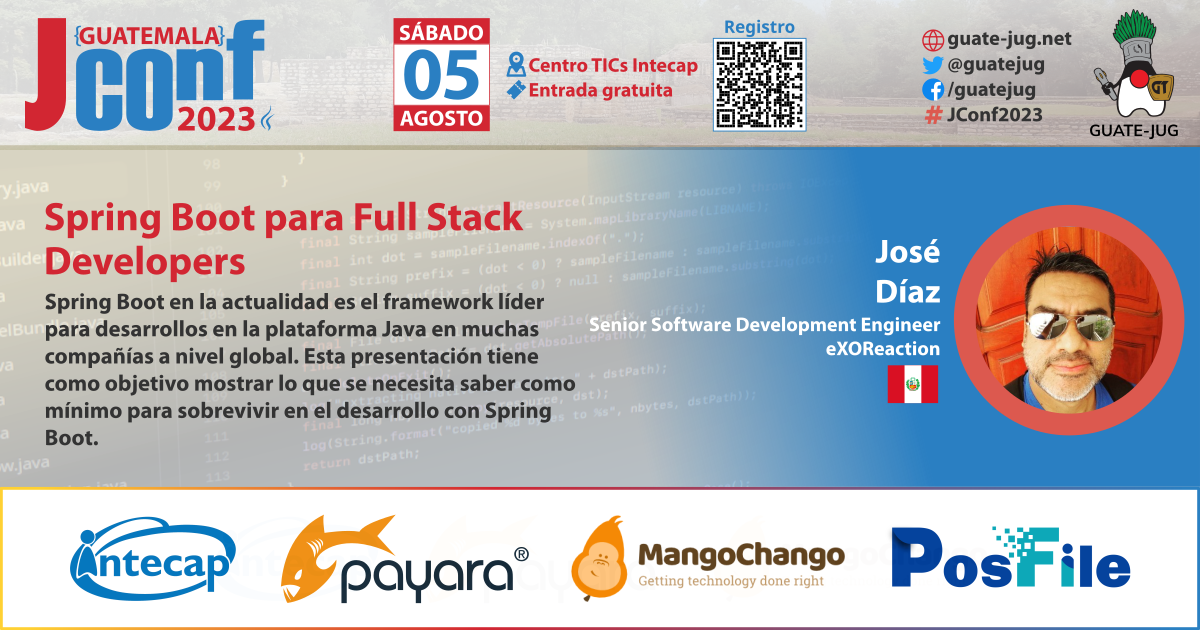 {GUATEMALA}
Jconf
2023
SÁBADO
05
AGOSTO
Centro TICs Intecap
Entrada gratuita
Registro
guate-jug.net
@guatejug
/guatejug
# JConf2023
GT
GUATE-JUG
Spring Boot para Full Stack
Developers
Spring Boot en la actualidad es el framework líder
para desarrollos en la plataforma Java en muchas
compañías a nivel global. Esta presentación tiene
como objetivo mostrar lo que se necesita saber como
mínimo para sobrevivir en el desarrollo con Spring
Boot.
José
Díaz
Senior Software Development Engineer
eXOReaction
intecap
payara®
MangoChango
Getting technology done right
PosFile